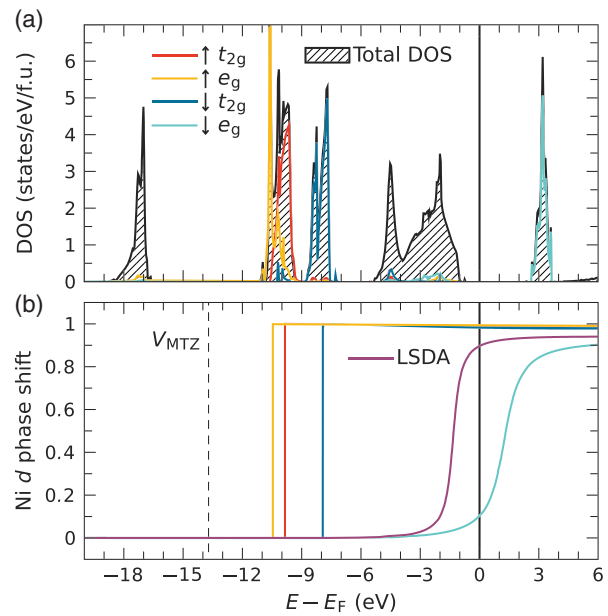 (a)
DOS (states/eV/f.u.)
6
5
4
3
2
1
0
↑ t2g
↑ eg
↓ t2g
↓ eg
Total DOS
(b)
Ni d phase shift
1
0.8
0.6
0.4
0.2
0
VMTZ
LSDA
−18 −15 −12 −9 −6 −3 0 3 6
E − EF (eV)